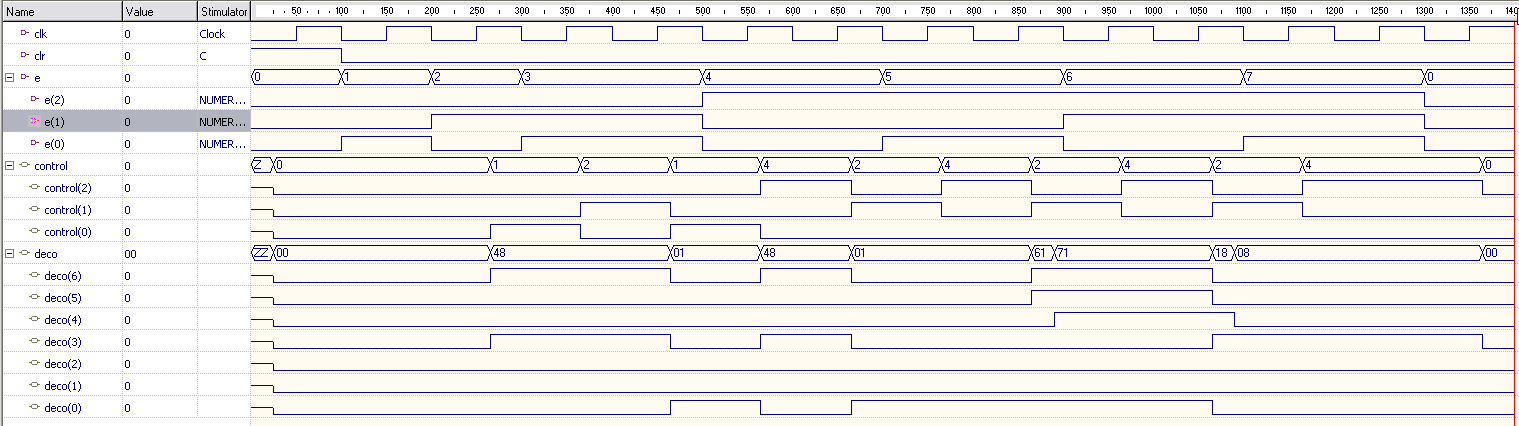 Name Value Stimulator 50 100 150 200 250 300 350 400 450 500 550 600 650 700 750 800 850 900 950 1000 1050 1100 1150 1200 1250 1300 1350 1400
clk 0 Clock
clr 0 C
e 0 0 1 2 3 4 5 6 7 0
e(2) 0 NUMER...
e(1) 0 NUMER...
e(0) 0 NUMER...
control 0 Z 0 1 2 1 4 2 4 2 4 2 4 0
control(2) 0
control(1) 0
control(0) 0
deco 00 ZZ 00 48 01 48 01 61 71 18 08 00
deco(6) 0
deco(5) 0
deco(4) 0
deco(3) 0
deco(2) 0
deco(1) 0
deco(0) 0